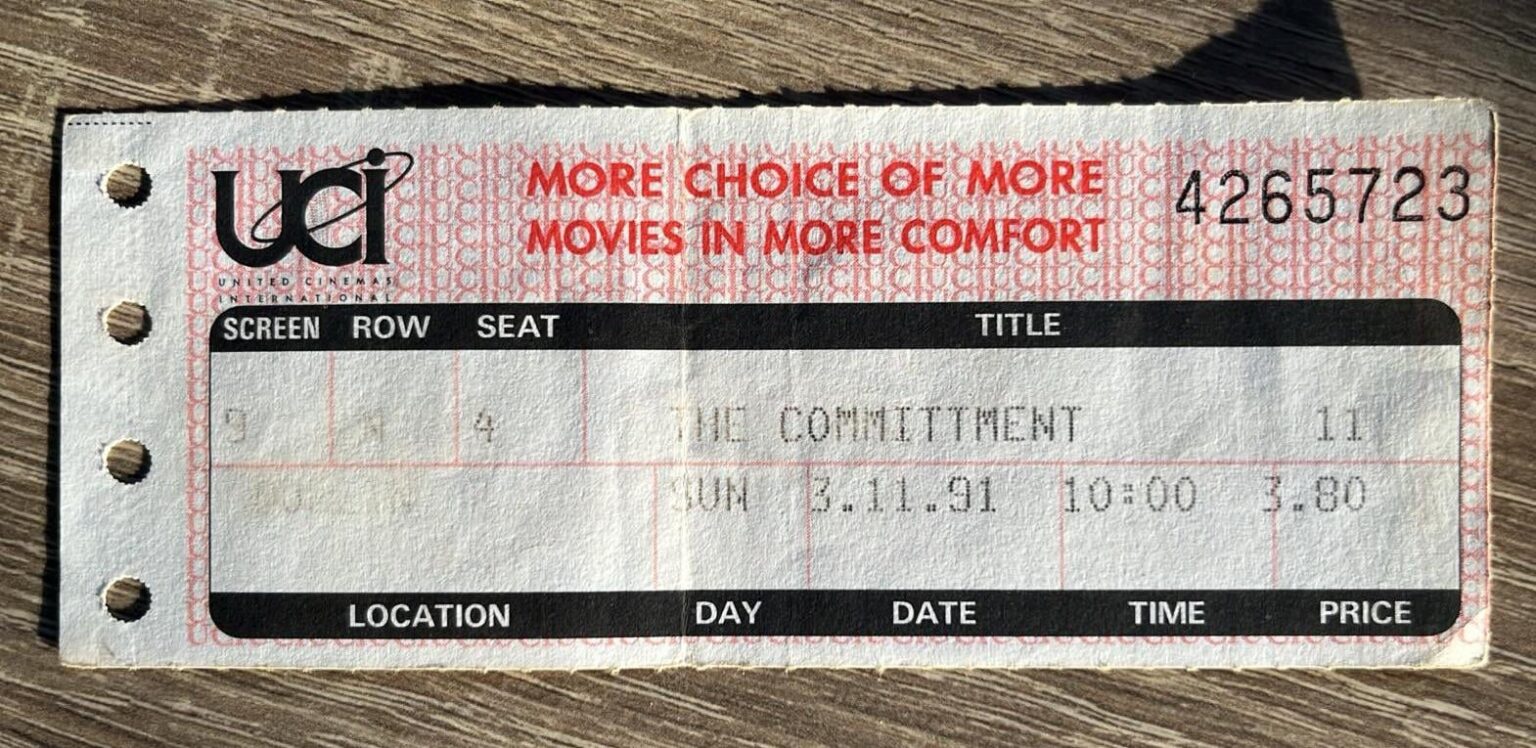 uci
UNITED CINEMAS
INTERNATIONAL
MORE CHOICE OF MORE
MOVIES IN MORE COMFORT
4265723
SCREEN ROW SEAT TITLE
9 4 THE COMMITTMENT 11
SUN 3.11.91 10:00 3.80
LOCATION DAY DATE TIME PRICE